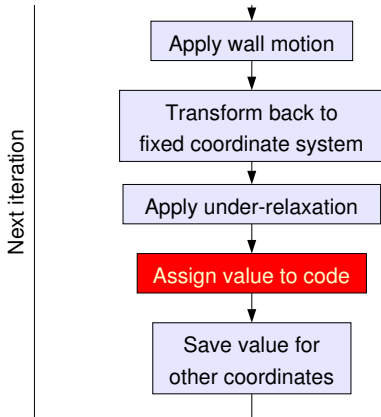 Apply wall motion
Transform back to
fixed coordinate system
Apply under-relaxation
Assign value to code
Save value for
other coordinates
Next iteration